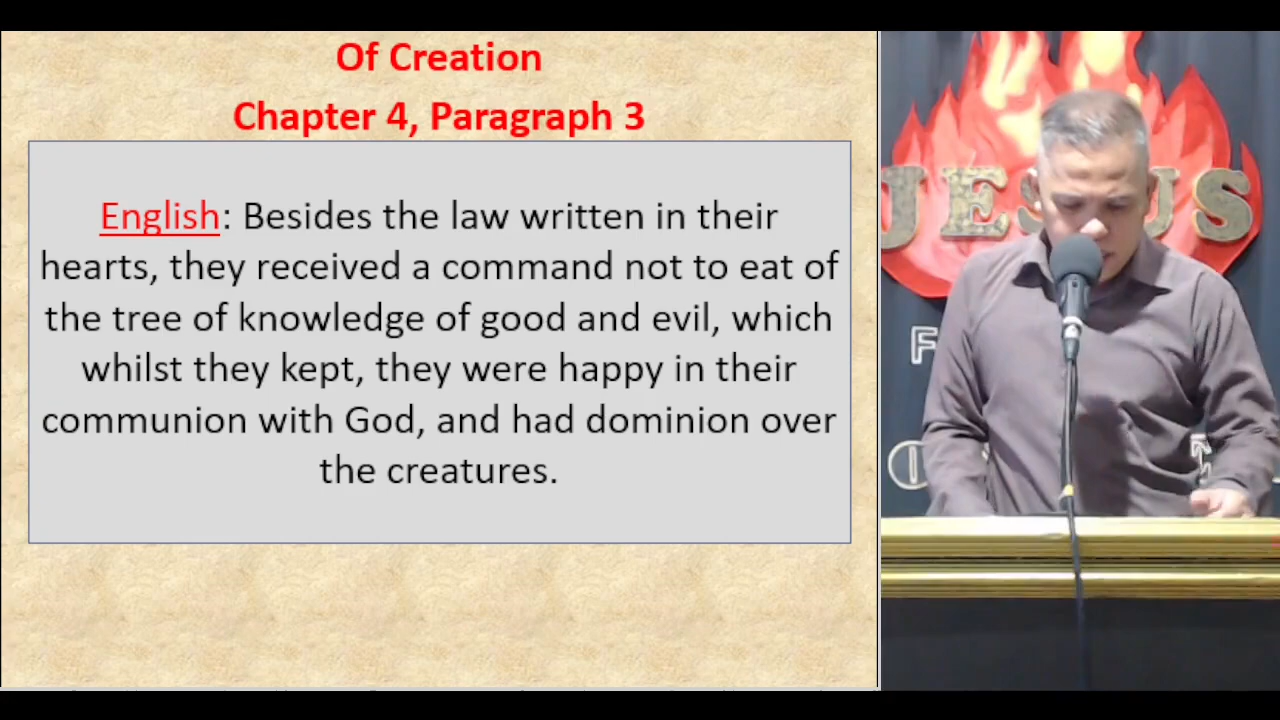 Of Creation
Chapter 4, Paragraph 3
English: Besides the law written in their
hearts, they received a command not to eat of
the tree of knowledge of good and evil, which
whilst they kept, they were happy in their
communion with God, and had dominion over
the creatures.
JESUS